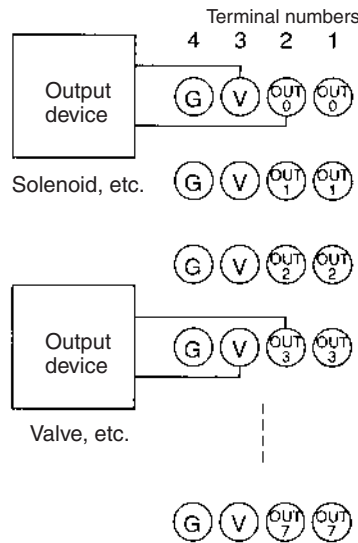 Terminal numbers
4 3 2 1
Output
device
G V OUT 0 OUT 0
Solenoid, etc.
G V OUT 1 OUT 1
G V OUT 2 OUT 2
Output
device
G V OUT 3 OUT 3
Valve, etc.
G V OUT 7 OUT 7